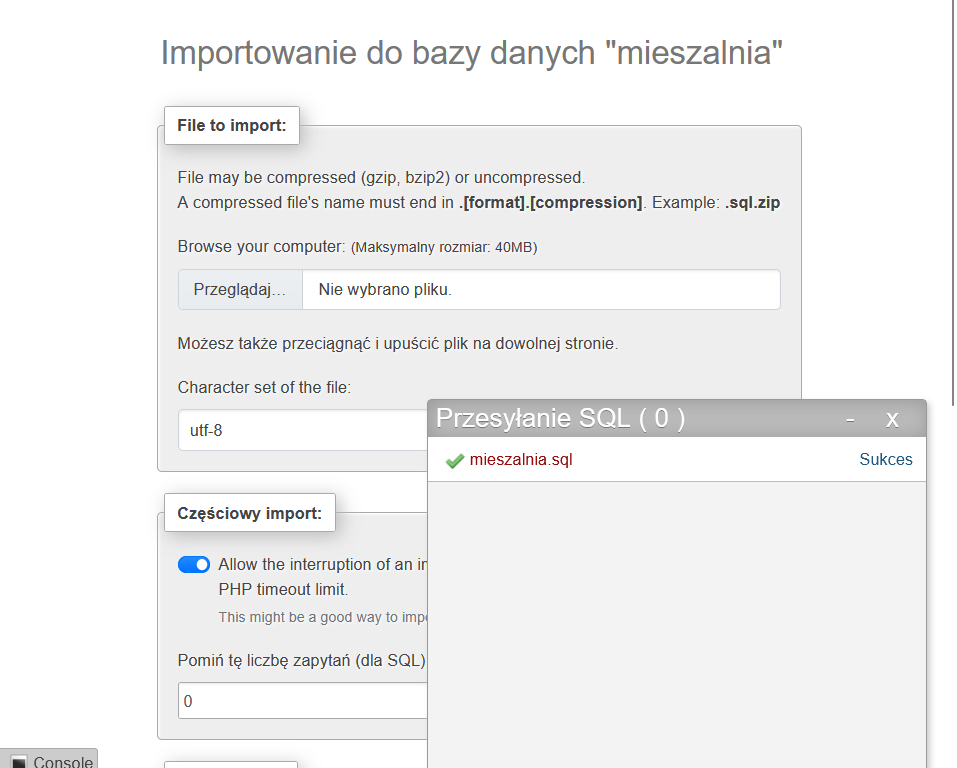 Importowanie do bazy danych "mieszalnia"
File to import:
File may be compressed (gzip, bzip2) or uncompressed.
A compressed file's name must end in .[format].[compression]. Example: .sql.zip
Browse your computer: (Maksymalny rozmiar: 40MB)
Przeglądaj... Nie wybrano pliku.
Możesz także przeciągnąć i upuścić plik na dowolnej stronie.
Character set of the file:
utf-8
Przesyłanie SQL ( 0 ) - x
mieszalnia.sql Sukces
Częściowy import:
Allow the interruption of an
PHP timeout limit.
This might be a good way to
Pomiń tę liczbę zapytań (dla SQL)
0
Console